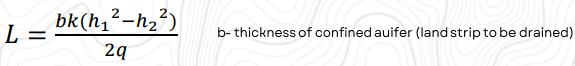 L = bk(h₁²−h₂²) / 2q
b- thickness of confined auifer (land strip to be drained)